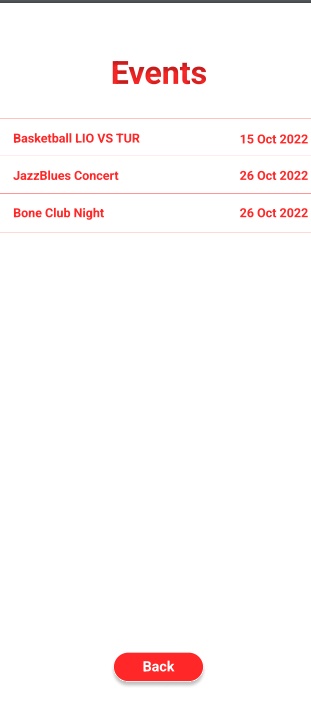 Events
Basketball LIO VS TUR 15 Oct 2022
JazzBlues Concert 26 Oct 2022
Bone Club Night 26 Oct 2022
Back